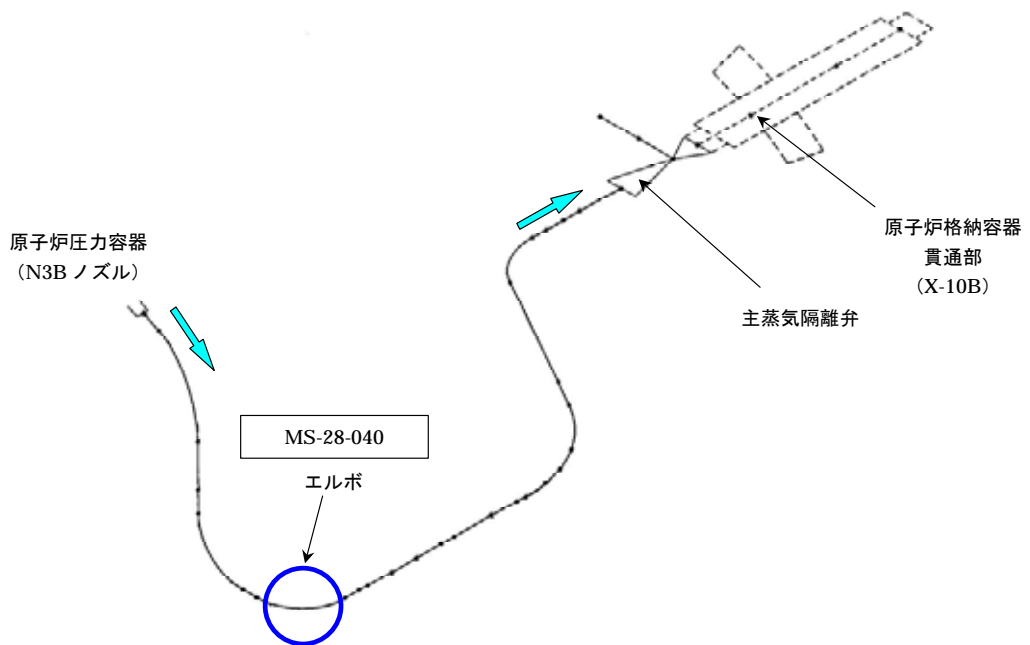 原子炉圧力容器
（N3B ノズル）
MS-28-040
エルボ
主蒸気隔離弁
原子炉格納容器
貫通部
（X-10B）